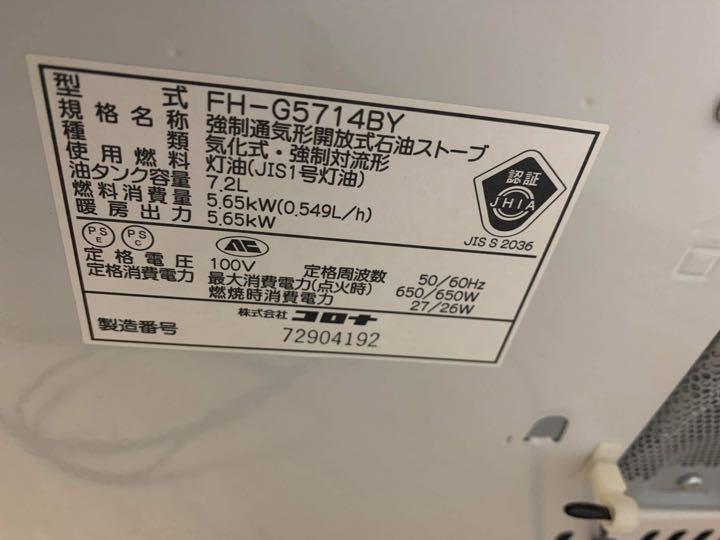 型式 FH-G5714BY
規格名称 強制通気形開放式石油ストーブ
種類 気化式・強制対流形
使用燃料 灯油(JIS1号灯油)
油タンク容量 7.2L
燃料消費量 5.65kW(0.549L/h)
暖房出力 5.65kW
認証
JHIA
JIS S 2036
PS E PS C
定格電圧 100V 定格周波数 50/60Hz
定格消費電力 最大消費電力(点火時) 650/650W
燃焼時消費電力 27/26W
株式会社 コロナ
製造番号 72904192